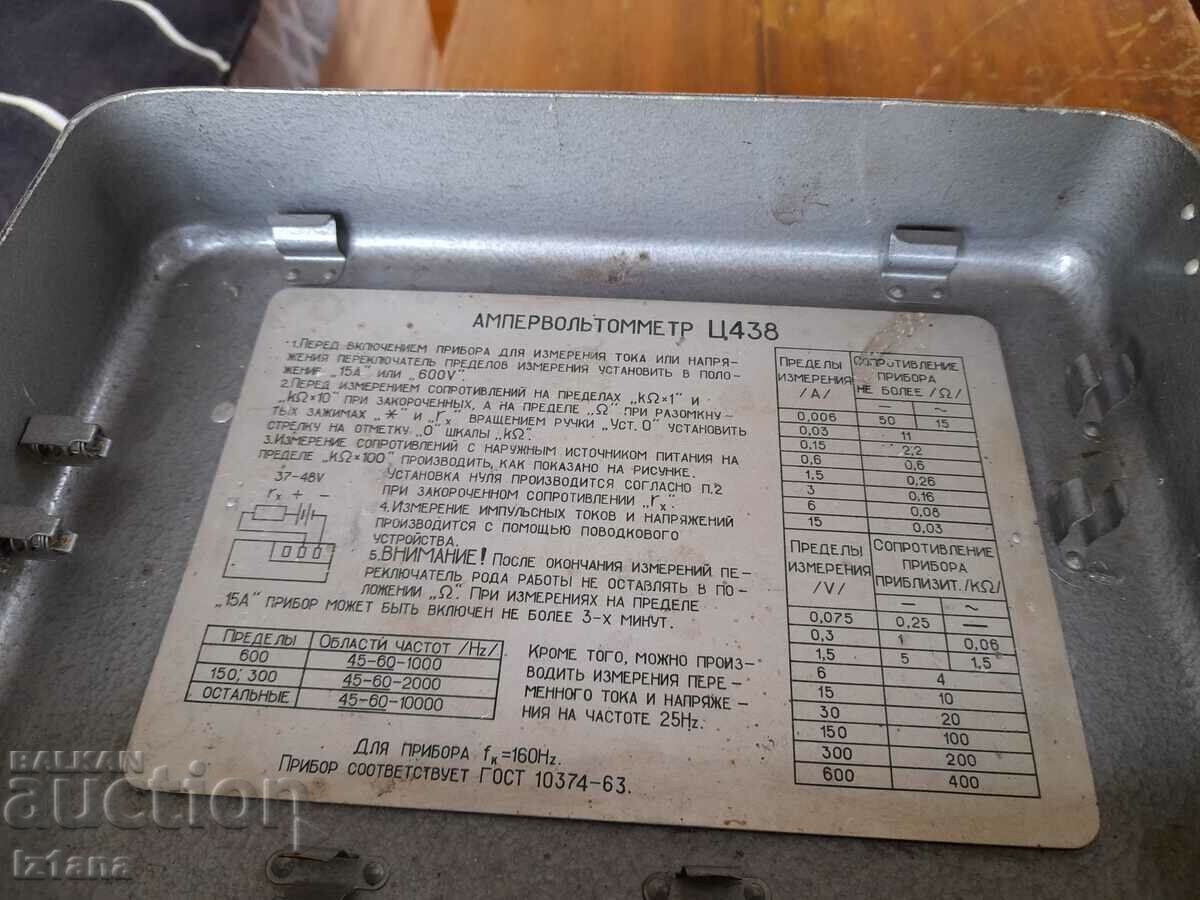 АМПЕРВОЛЬТОММЕТР Ц438
1. ПЕРЕД ВКЛЮЧЕНИЕМ ПРИБОРА ДЛЯ ИЗМЕРЕНИЯ ТОКА ИЛИ НАПРЯ-
ЖЕНИЯ ПЕРЕКЛЮЧАТЕЛЬ ПРЕДЕЛОВ ИЗМЕРЕНИЯ УСТАНОВИТЬ В ПОЛО-
ЖЕНИЕ „15А" ИЛИ „600V".
2. ПЕРЕД ИЗМЕРЕНИЕМ СОПРОТИВЛЕНИЙ НА ПРЕДЕЛАХ „kΩ×1" И
„kΩ×10" ПРИ ЗАКОРОЧЕННЫХ, А НА ПРЕДЕЛЕ „Ω" ПРИ РАЗОМКНУ-
ТЫХ ЗАЖИМАХ „*" И „rx" ВРАЩЕНИЕМ РУЧКИ „УСТ. 0" УСТАНОВИТЬ
СТРЕЛКУ НА ОТМЕТКУ „0" ШКАЛЫ „kΩ".
3. ИЗМЕРЕНИЕ СОПРОТИВЛЕНИЙ С НАРУЖНЫМ ИСТОЧНИКОМ ПИТАНИЯ НА
ПРЕДЕЛЕ „kΩ×100" ПРОИЗВОДИТЬ, КАК ПОКАЗАНО НА РИСУНКЕ.
37-48V
rx + −
УСТАНОВКА НУЛЯ ПРОИЗВОДИТСЯ СОГЛАСНО П.2
ПРИ ЗАКОРОЧЕННОМ СОПРОТИВЛЕНИИ „rx"
4. ИЗМЕРЕНИЕ ИМПУЛЬСНЫХ ТОКОВ И НАПРЯЖЕНИЙ
ПРОИЗВОДИТСЯ С ПОМОЩЬЮ ПОВОДКОВОГО
УСТРОЙСТВА.
5. ВНИМАНИЕ! ПОСЛЕ ОКОНЧАНИЯ ИЗМЕРЕНИЙ ПЕ-
РЕКЛЮЧАТЕЛЬ РОДА РАБОТЫ НЕ ОСТАВЛЯТЬ В ПО-
ЛОЖЕНИИ „Ω". ПРИ ИЗМЕРЕНИЯХ НА ПРЕДЕЛЕ
„15А" ПРИБОР МОЖЕТ БЫТЬ ВКЛЮЧЕН НЕ БОЛЕЕ 3-Х МИНУТ.
ПРЕДЕЛЫ ОБЛАСТИ ЧАСТОТ /Hz/
600 45-60-1000
150; 300 45-60-2000
ОСТАЛЬНЫЕ 45-60-10000
КРОМЕ ТОГО, МОЖНО ПРОИЗ-
ВОДИТЬ ИЗМЕРЕНИЯ ПЕРЕ-
МЕННОГО ТОКА И НАПРЯЖЕ-
НИЯ НА ЧАСТОТЕ 25Hz.
ДЛЯ ПРИБОРА fк=160Hz.
ПРИБОР СООТВЕТСТВУЕТ ГОСТ 10374-63.
ПРЕДЕЛЫ СОПРОТИВЛЕНИЕ
ИЗМЕРЕНИЯ ПРИБОРА
/А/ НЕ БОЛЕЕ /Ω/
— ~
0,006 50 15
0,03 11
0.15 2,2
0,6 0,6
1,5 0,26
3 0,16
6 0,08
15 0,03
ПРЕДЕЛЫ СОПРОТИВЛЕНИЕ
ИЗМЕРЕНИЯ ПРИБОРА
/V/ ПРИБЛИЗИТ. /KΩ/
— ~
0,075 0,25 —
0,3 1 0,06
1,5 5 1,5
6 4
15 10
30 20
150 100
300 200
600 400
BALKAN
auction
iz1ana